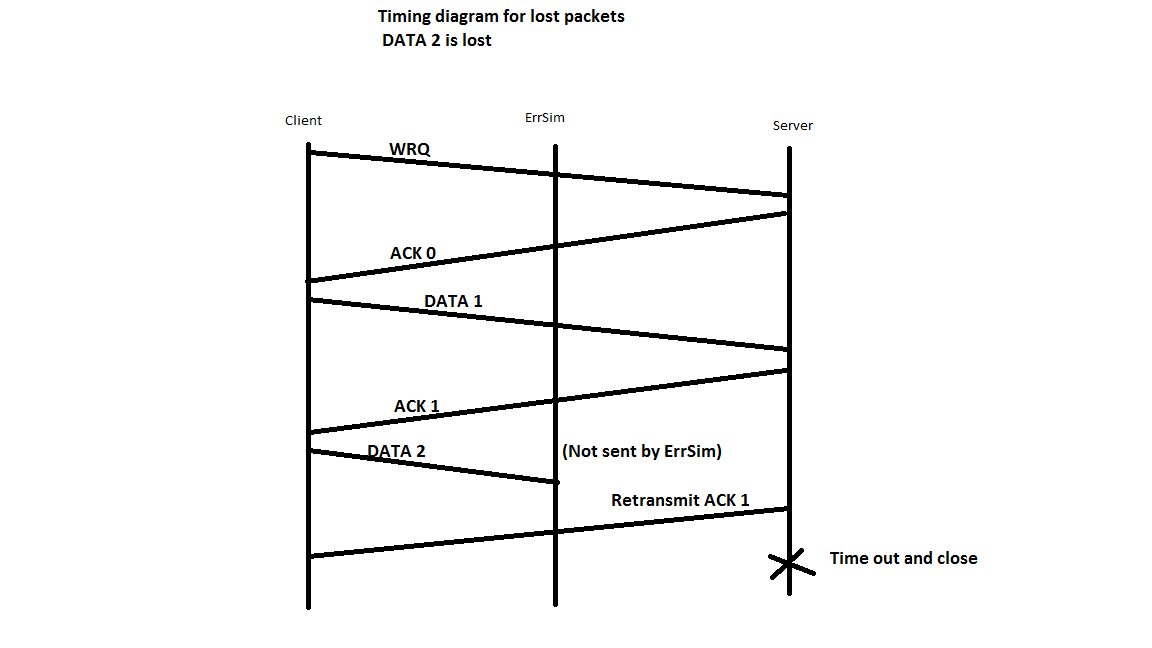 Timing diagram for lost packets
DATA 2 is lost
Client
ErrSim
Server
WRQ
ACK 0
DATA 1
ACK 1
DATA 2
(Not sent by ErrSim)
Retransmit ACK 1
Time out and close